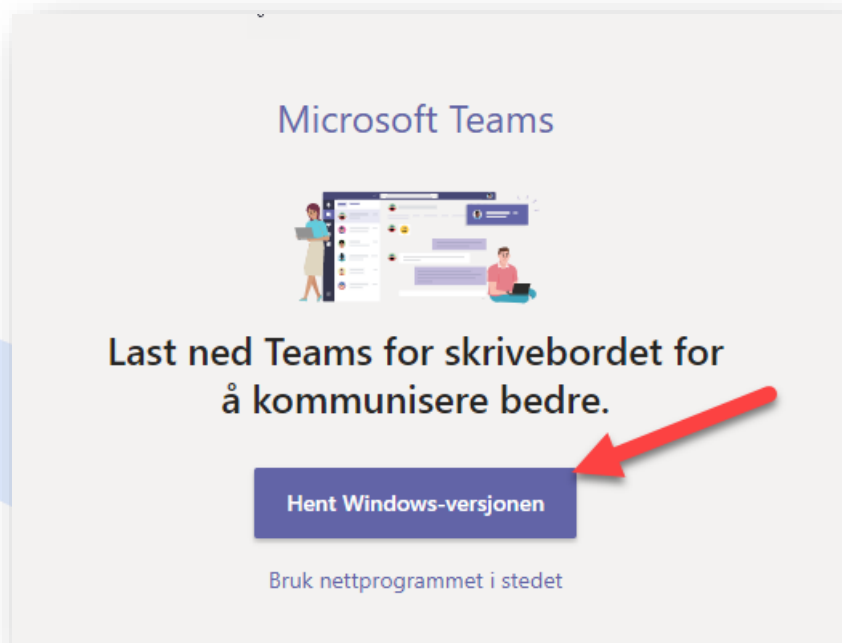 Microsoft Teams
Last ned Teams for skrivebordet for
å kommunisere bedre.
Hent Windows-versjonen
Bruk nettprogrammet i stedet